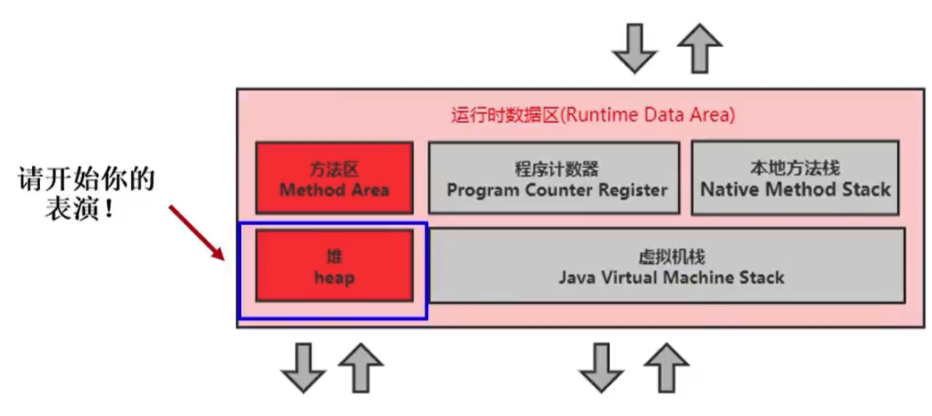 运行时数据区(Runtime Data Area)
方法区
Method Area
程序计数器
Program Counter Register
本地方法栈
Native Method Stack
请开始你的
表演！
堆
heap
虚拟机栈
Java Virtual Machine Stack